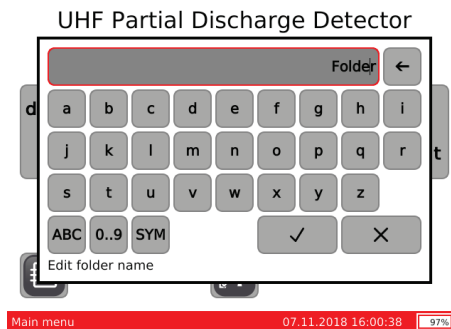 UHF Partial Discharge Detector
Folder ←
d a b c d e f g h i
j k l m n o p q r t
s t u v w x y z
ABC 0..9 SYM ✓ ✕
Edit folder name
Main menu 07.11.2018 16:00:38 97%